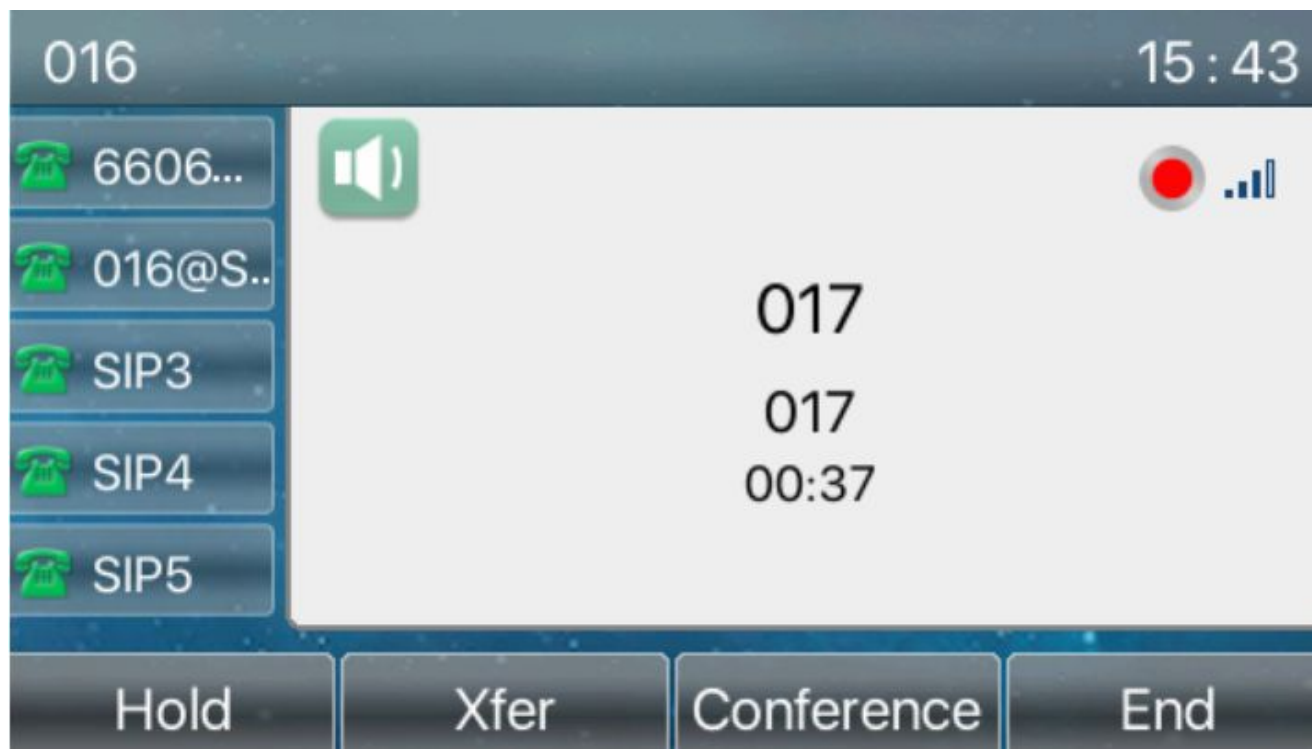 016
15:43
6606...
016@S..
SIP3
SIP4
SIP5
017
017
00:37
Hold
Xfer
Conference
End